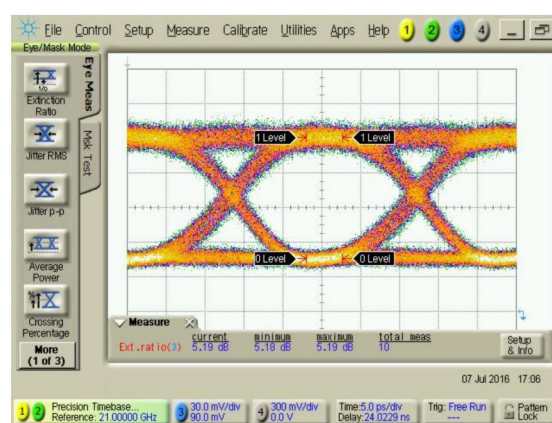 File Control Setup Measure Calibrate Utilities Apps Help 1 2 3 4
Eye/Mask Mode
Eye Meas
Msk Test
Extinction
Ratio
Jitter RMS
Jitter p-p
Average
Power
Crossing
Percentage
More
(1 of 3)
1 Level 1 Level
0 Level 0 Level
Measure
current minimum maximum total meas
Ext.ratio(3) 5.19 dB 5.18 dB 5.19 dB 10
Setup
& Info
07 Jul 2016 17:06
1 2 Precision Timebase...
Reference: 21.00000 GHz
3 30.0 mV/div
90.0 mV
4 300 mV/div
0.0 V
Time:5.0 ps/div
Delay:24.0229 ns
Trig: Free Run
---
Pattern
Lock